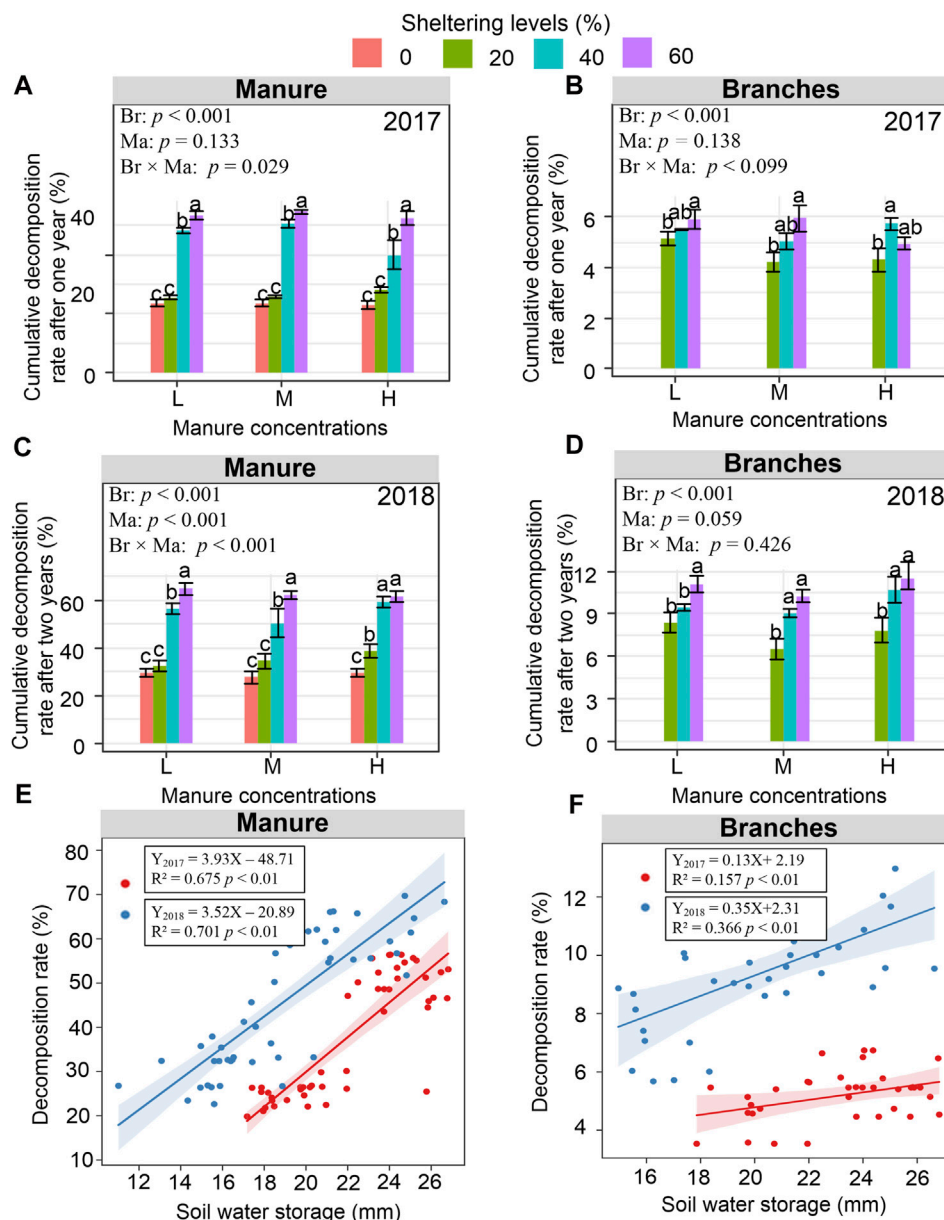 Sheltering levels (%)
0 20 40 60
A
Manure
Br: p < 0.001
2017
Ma: p = 0.133
Br × Ma: p = 0.029
Cumulative decomposition
rate after one year (%)
40
20
0
c c b a
c c b a
c c b a
L M H
Manure concentrations
B
Branches
Br: p < 0.001
2017
Ma: p = 0.138
Br × Ma: p < 0.099
Cumulative decomposition
rate after one year (%)
6
4
2
0
b ab a
b ab a
b a ab
L M H
Manure concentrations
C
Manure
Br: p < 0.001
2018
Ma: p < 0.001
Br × Ma: p < 0.001
Cumulative decomposition
rate after two years (%)
60
40
20
0
c c b a
c c b a
c b a a
L M H
Manure concentrations
D
Branches
Br: p < 0.001
2018
Ma: p = 0.059
Br × Ma: p = 0.426
Cumulative decomposition
rate after two years (%)
12
9
6
3
0
b b a
b a a
b a a
L M H
Manure concentrations
E
Manure
Y2017 = 3.93X – 48.71
R² = 0.675 p < 0.01
Y2018 = 3.52X – 20.89
R² = 0.701 p < 0.01
Decomposition rate (%)
80
70
60
50
40
30
20
10
12 14 16 18 20 22 24 26
Soil water storage (mm)
F
Branches
Y2017 = 0.13X+ 2.19
R² = 0.157 p < 0.01
Y2018 = 0.35X+2.31
R² = 0.366 p < 0.01
Decomposition rate (%)
12
10
8
6
4
16 18 20 22 24 26
Soil water storage (mm)